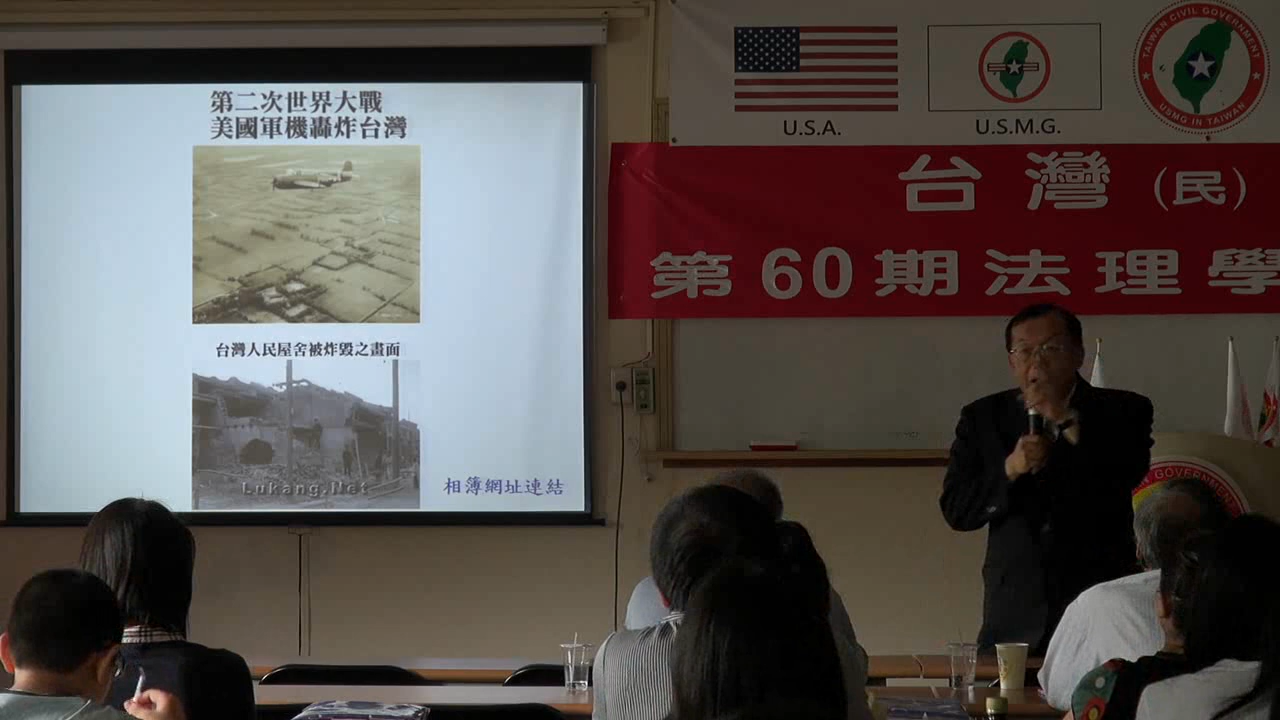 第二次世界大戰
美國軍機轟炸台灣
台灣人民屋舍被炸毀之畫面
Lukang.Net
相簿網址連結
U.S.A.
U.S.M.G.
TAIWAN CIVIL GOVERNMENT
USMG IN TAIWAN
台灣(民)
第60期法理學
GOVERNMENT